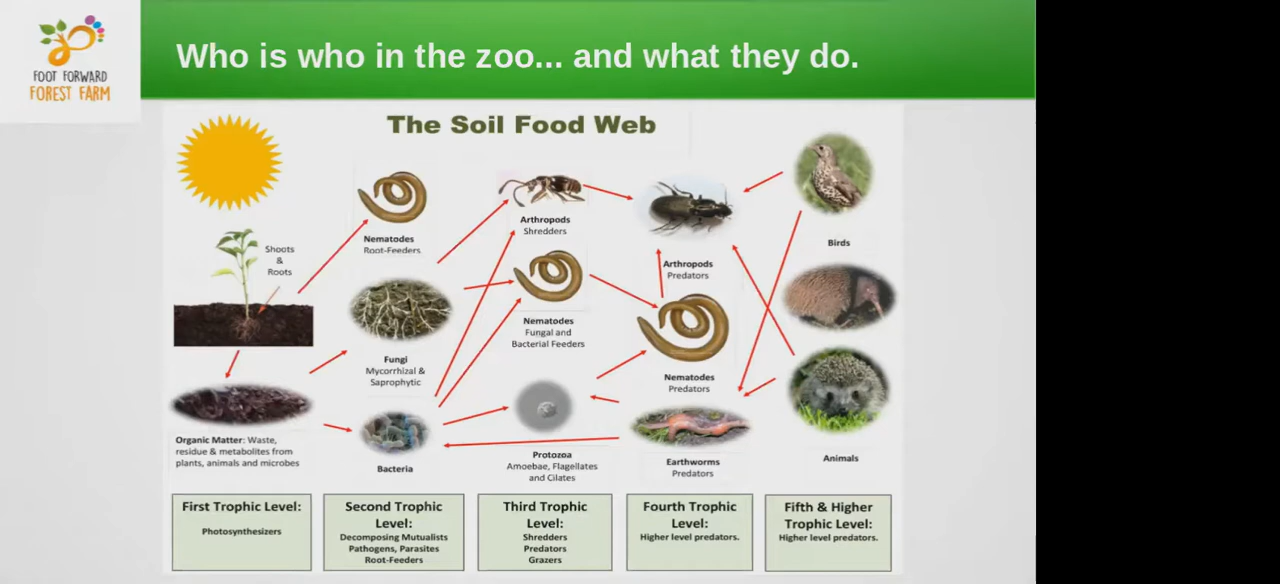 FOOT FORWARD
FOREST FARM
Who is who in the zoo... and what they do.
The Soil Food Web
Shoots
&
Roots
Organic Matter: Waste,
residue & metabolites from
plants, animals and microbes
Nematodes
Root-Feeders
Fungi
Mycorrhizal &
Saprophytic
Bacteria
Arthropods
Shredders
Nematodes
Fungal and
Bacterial Feeders
Protozoa
Amoebae, Flagellates
and Cilates
Arthropods
Predators
Nematodes
Predators
Earthworms
Predators
Birds
Animals
First Trophic Level:
Photosynthesizers
Second Trophic
Level:
Decomposing Mutualists
Pathogens, Parasites
Root-Feeders
Third Trophic
Level:
Shredders
Predators
Grazers
Fourth Trophic
Level:
Higher level predators.
Fifth & Higher
Trophic Level:
Higher level predators.